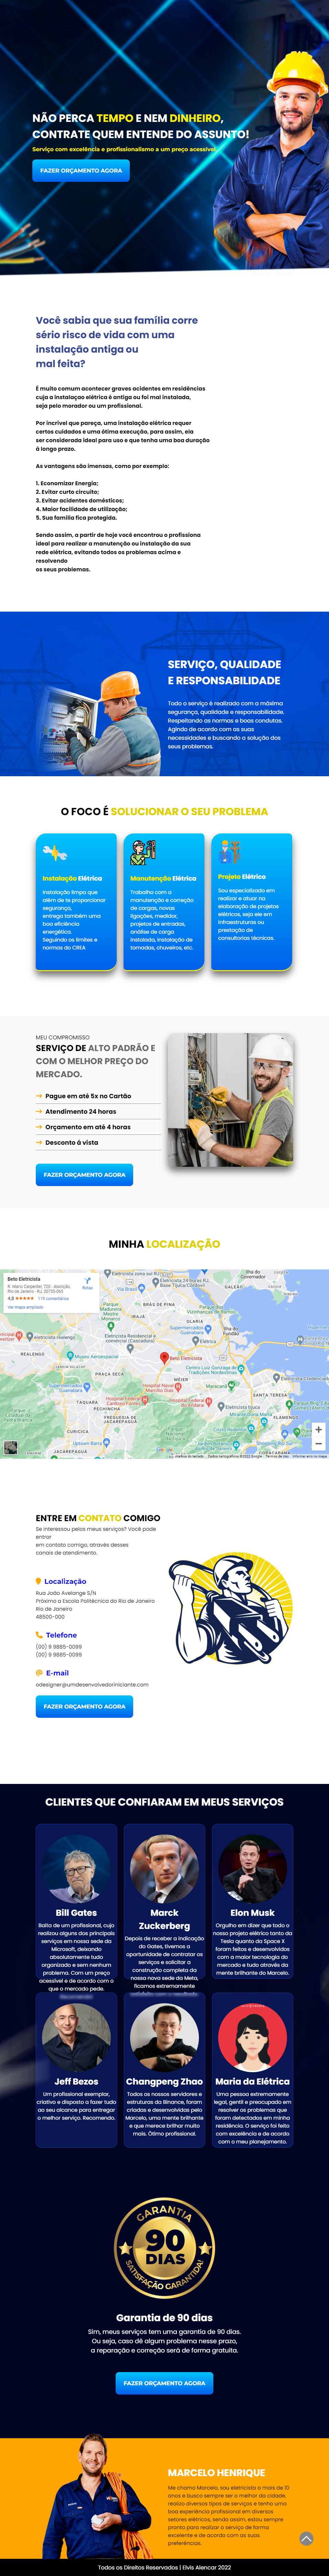 NÃO PERCA TEMPO E NEM DINHEIRO,
CONTRATE QUEM ENTENDE DO ASSUNTO!
Serviço com excelência e profissionalismo a um preço acessível.
FAZER ORÇAMENTO AGORA
Você sabia que sua família corre
sério risco de vida com uma
instalação antiga ou
mal feita?
É muito comum acontecer graves acidentes em residências
cuja a instalaçao elétrica é antiga ou foi mal instalada,
seja pelo morador ou um profissional.
Por incrível que pareça, uma instalação elétrica requer
certos cuidados e uma ótima execução, para assim, ela
ser considerada ideal para uso e que tenha uma boa duração
à longo prazo.
As vantagens são imensas, como por exemplo:
1. Economizar Energia;
2. Evitar curto circuito;
3. Evitar acidentes domésticos;
4. Maior facilidade de utilização;
5. Sua família fica protegida.
Sendo assim, a partir de hoje você encontrou o profissiona
ideal para realizar a manutenção ou instalação da sua
rede elétrica, evitando todos os problemas acima e
resolvendo
os seus problemas.
SERVIÇO, QUALIDADE
E RESPONSABILIDADE
Todo o serviço é realizado com a máxima
segurança, qualidade e responsabilidade.
Respeitando as normas e boas condutas.
Agindo de acordo com as suas
necessidades e buscando a solução dos
seus problemas.
O FOCO É SOLUCIONAR O SEU PROBLEMA
Instalação Elétrica
Instalação limpa que
além de te proporcionar
segurança,
entrega também uma
boa eficiência
energética.
Seguindo os limites e
normas do CREA
Manutenção Elétrica
Trabalho com a
manutenção e correção
de cargas, novas
ligações, medidor,
projetos de entradas,
análise de carga
instalada, instalação de
tomadas, chuveiros, etc.
Projeto Elétrico
Sou especializado em
realizar e atuar na
elaboração de projetos
elétricos, seja ele em
infraestruturas ou
prestação de
consultorias técnicas.
MEU COMPROMISSO
SERVIÇO DE ALTO PADRÃO E
COM O MELHOR PREÇO DO
MERCADO.
Pague em até 5x no Cartão
Atendimento 24 horas
Orçamento em até 4 horas
Desconto á vista
FAZER ORÇAMENTO AGORA
MINHA LOCALIZAÇÃO
Beto Eletricista
Rotas
4,8
Ver mapa ampliado
Beto Eletricista
BRÁS DE PINA
IRAJÁ
OLARIA
GALEÃO
REALENGO
Museu Aeroespacial
PRAÇA SECA
MÉIER
Maracanã
SANTA TERESA
FLAMENGO
TAQUARA
PECHINCHA
FREGUESIA DE
JACAREPAGUÁ
JACAREPAGUÁ
ENTRE EM CONTATO COMIGO
Se interessou pelos meus serviços? Você pode
entrar
em contato comigo, através desses
canais de atendimento.
Localização
Rua João Avelange S/N
Próximo a Escola Politécnica do Rio de Janeiro
Rio de Janeiro
48500-000
Telefone
(00) 9 9885-0099
(00) 9 9885-0099
E-mail
odesigner@umdesenvolvedoriniciante.com
FAZER ORÇAMENTO AGORA
CLIENTES QUE CONFIARAM EM MEUS SERVIÇOS
Bill Gates
Baita de um profissional, cujo
realizou alguns dos principais
serviços em nossa sede da
Microsoft, deixando
absolutamente tudo
organizado e sem nenhum
problema. Com um preço
acessível e de acordo com o
que o mercado pede.
Marck
Zuckerberg
Depois de receber a indicação
do Gates, tivemos a
oportunidade de contratar os
serviços e solicitar a
construção completa da
nossa nova sede da Meta,
ficamos extremamente
Elon Musk
Orgulho em dizer que todo o
nosso projeto elétrico tanto da
Tesla quanto da Space X
foram feitos e desenvolvidos
com a maior tecnologia do
mercado e tudo através da
mente brilhante do Marcelo.
Jeff Bezos
Um profissional exemplar,
criativo e disposto a fazer tudo
ao seu alcance para entregar
o melhor serviço. Recomendo.
Changpeng Zhao
Todos os nossos servidores e
estruturas da Binance, foram
criadas e desenvolvidas pelo
Marcelo, uma mente brilhante
e que merece brilhar muito
mais. Ótimo profissional.
Maria da Elétrica
Uma pessoa extremamente
legal, gentil e preocupado em
resolver os problemas que
foram detectados em minha
residência. O serviço foi feito
com excelência e de acordo
com o meu planejamento.
GARANTIA
90
DIAS
SATISFAÇÃO GARANTIDA!
Garantia de 90 dias
Sim, meus serviços tem uma garantia de 90 dias.
Ou seja, caso dê algum problema nesse prazo,
a reparação e correção será de forma gratuita.
FAZER ORÇAMENTO AGORA
MARCELO HENRIQUE
Me chamo Marcelo, sou eletricista a mais de 10
anos e busco sempre ser o melhor da cidade,
realizo diversos tipos de serviços e tenho uma
boa experiência profissional em diversos
setores elétricos, sendo assim, estou sempre
pronto para realizar o serviço de forma
excelente e de acordo com as suas
preferências.
Todos os Direitos Reservados | Elvis Alencar 2022